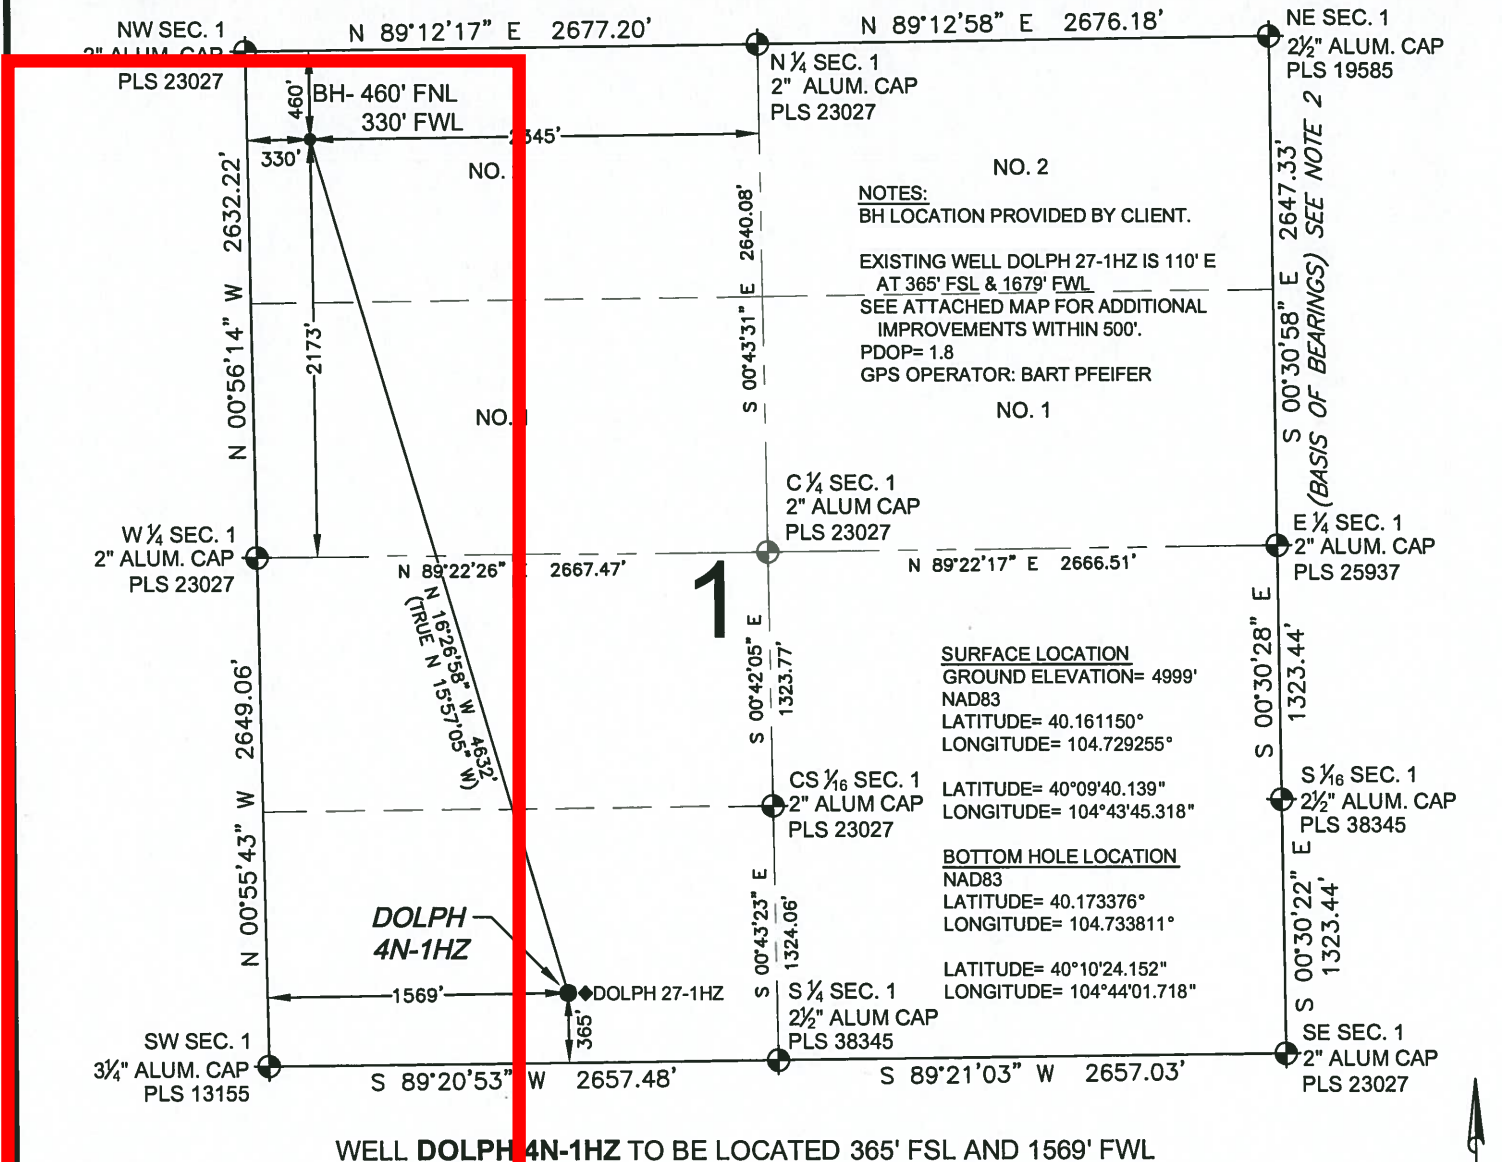 NW SEC. 1
2" ALUM. CAP
PLS 23027
N 89°12'17" E 2677.20'
N 89°12'58" E 2676.18'
NE SEC. 1
2½" ALUM. CAP
PLS 19585
N ¼ SEC. 1
2" ALUM. CAP
PLS 23027
460'
BH- 460' FNL
330' FWL
2345'
330'
NO.
NO. 2
NOTES:
BH LOCATION PROVIDED BY CLIENT.
EXISTING WELL DOLPH 27-1HZ IS 110' E
AT 365' FSL & 1679' FWL
SEE ATTACHED MAP FOR ADDITIONAL
IMPROVEMENTS WITHIN 500'.
PDOP= 1.8
GPS OPERATOR: BART PFEIFER
NO. 1
NO. 1
N 00°56'14" W 2632.22'
2173'
S 00°43'31" E 2640.08'
S 00°30'58" E 2647.33'
(BASIS OF BEARINGS) SEE NOTE 2
C ¼ SEC. 1
2" ALUM CAP
PLS 23027
W ¼ SEC. 1
2" ALUM. CAP
PLS 23027
E ¼ SEC. 1
2" ALUM. CAP
PLS 25937
N 89°22'26" E 2667.47'
N 89°22'17" E 2666.51'
1
N 16°26'58" W 4632'
(TRUE N 15°57'05" W)
N 00°55'43" W 2649.06'
S 00°42'05" E
1323.77'
S 00°30'28" E
1323.44'
SURFACE LOCATION
GROUND ELEVATION= 4999'
NAD83
LATITUDE= 40.161150°
LONGITUDE= 104.729255°
LATITUDE= 40°09'40.139"
LONGITUDE= 104°43'45.318"
CS 1/16 SEC. 1
2" ALUM CAP
PLS 23027
S 1/16 SEC. 1
2½" ALUM. CAP
PLS 38345
BOTTOM HOLE LOCATION
NAD83
LATITUDE= 40.173376°
LONGITUDE= 104.733811°
LATITUDE= 40°10'24.152"
LONGITUDE= 104°44'01.718"
S 00°43'23" E
1324.06'
S 00°30'22" E
1323.44'
DOLPH
4N-1HZ
1569'
DOLPH 27-1HZ
365'
S ¼ SEC. 1
2½" ALUM CAP
PLS 38345
SW SEC. 1
3¼" ALUM. CAP
PLS 13155
SE SEC. 1
2" ALUM CAP
PLS 23027
S 89°20'53" W 2657.48'
S 89°21'03" W 2657.03'
WELL DOLPH 4N-1HZ TO BE LOCATED 365' FSL AND 1569' FWL